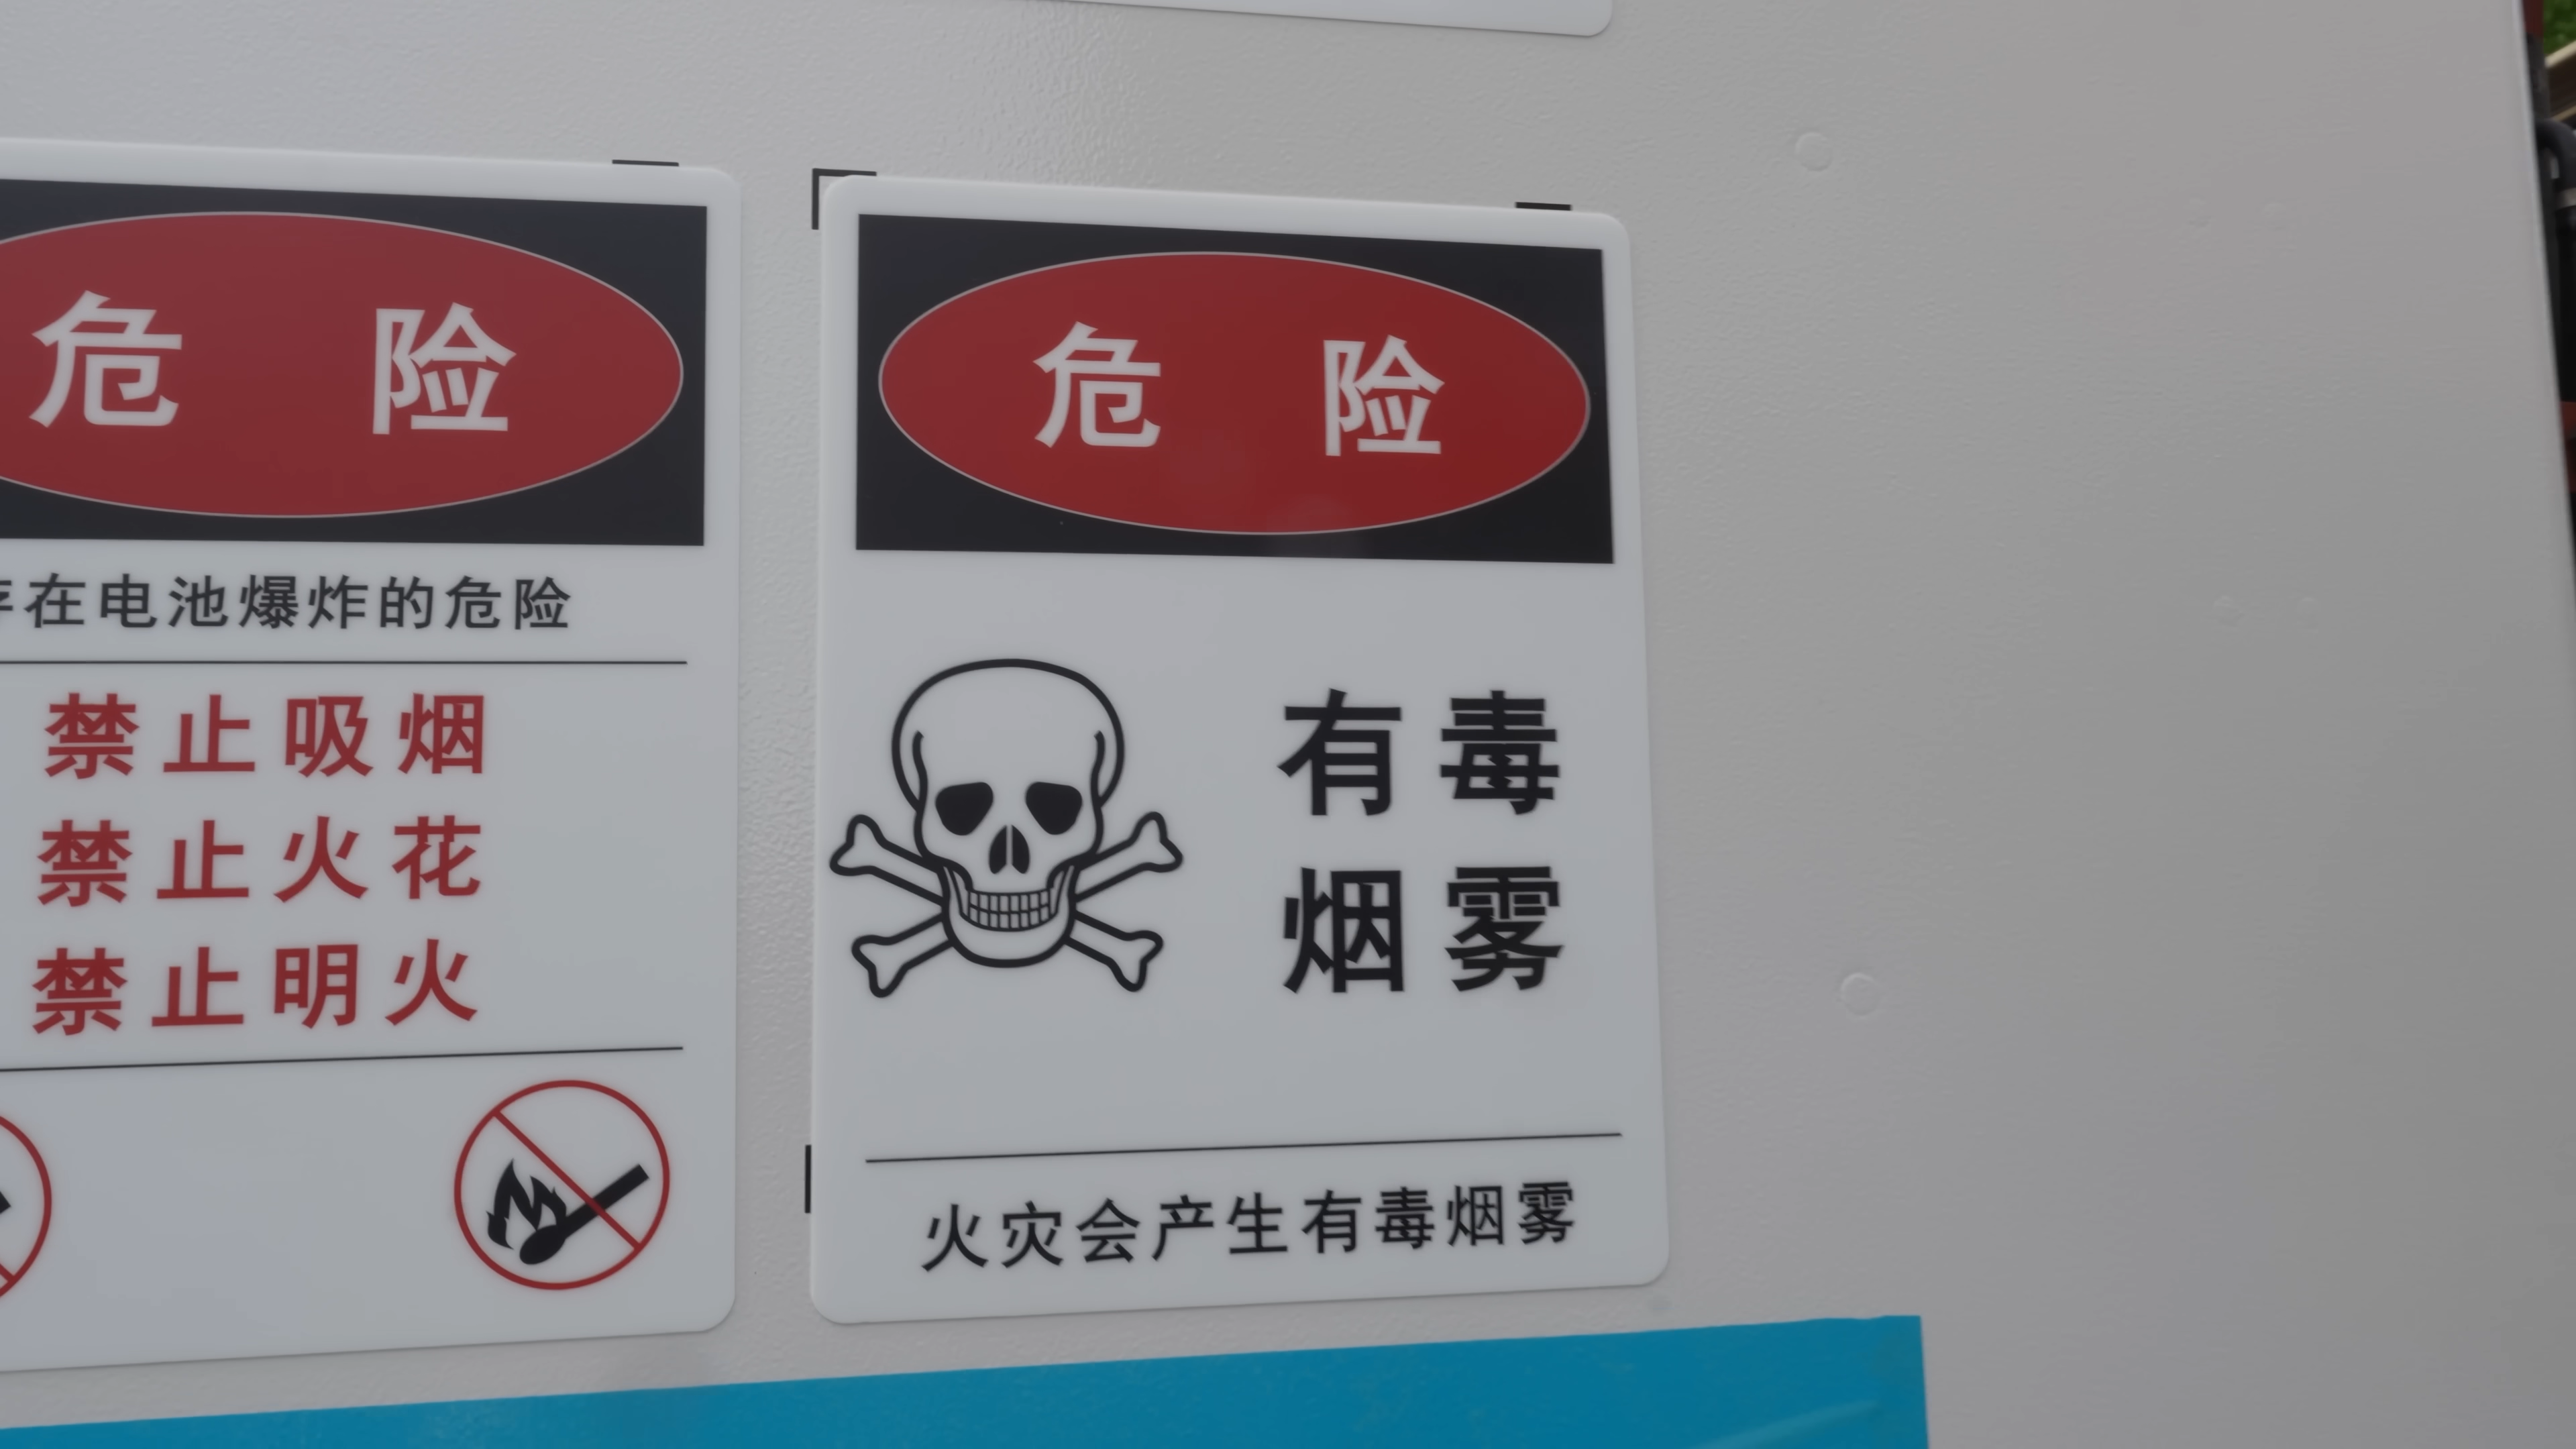 危险
存在电池爆炸的危险
禁止吸烟
禁止火花
禁止明火
危险
有毒
烟雾
火灾会产生有毒烟雾